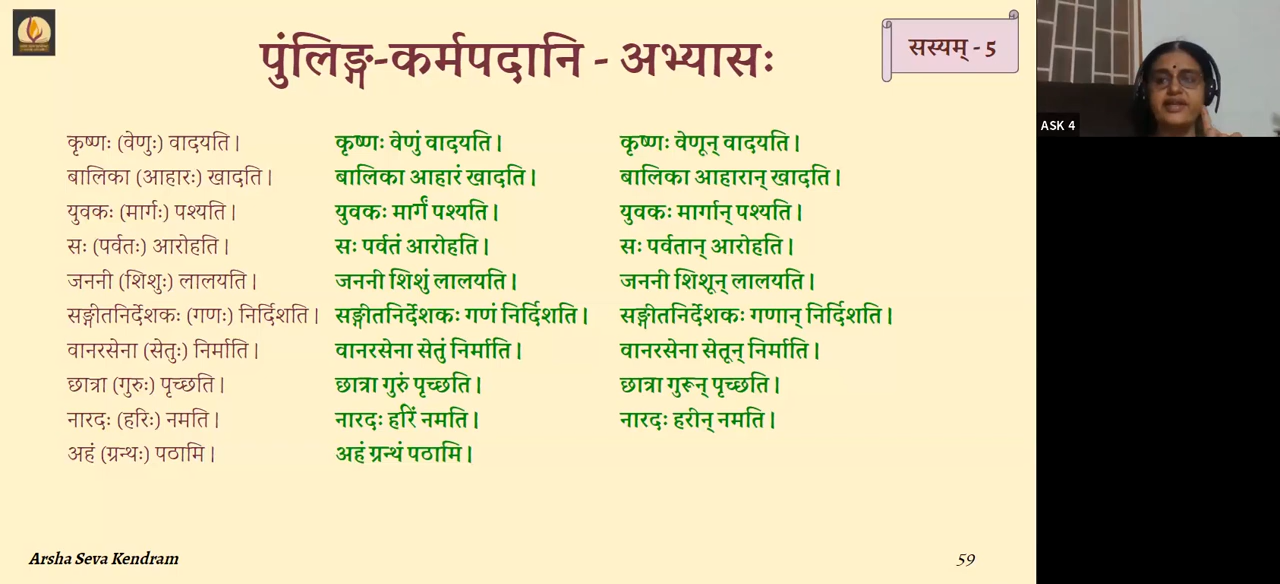 पुंलिङ्ग-कर्मपदानि - अभ्यासः
सस्यम् - 5
कृष्णः (वेणुः) वादयति । कृष्णः वेणुं वादयति । कृष्णः वेणून् वादयति ।
बालिका (आहारः) खादति । बालिका आहारं खादति । बालिका आहारान् खादति ।
युवकः (मार्गः) पश्यति । युवकः मार्गं पश्यति । युवकः मार्गान् पश्यति ।
सः (पर्वतः) आरोहति । सः पर्वतं आरोहति । सः पर्वतान् आरोहति ।
जननी (शिशुः) लालयति । जननी शिशुं लालयति । जननी शिशून् लालयति ।
सङ्गीतनिर्देशकः (गणः) निर्दिशति । सङ्गीतनिर्देशकः गणं निर्दिशति । सङ्गीतनिर्देशकः गणान् निर्दिशति ।
वानरसेना (सेतुः) निर्माति । वानरसेना सेतुं निर्माति । वानरसेना सेतून् निर्माति ।
छात्रा (गुरुः) पृच्छति । छात्रा गुरुं पृच्छति । छात्रा गुरून् पृच्छति ।
नारदः (हरिः) नमति । नारदः हरिं नमति । नारदः हरीन् नमति ।
अहं (ग्रन्थः) पठामि । अहं ग्रन्थं पठामि ।
Arsha Seva Kendram
59
ASK 4